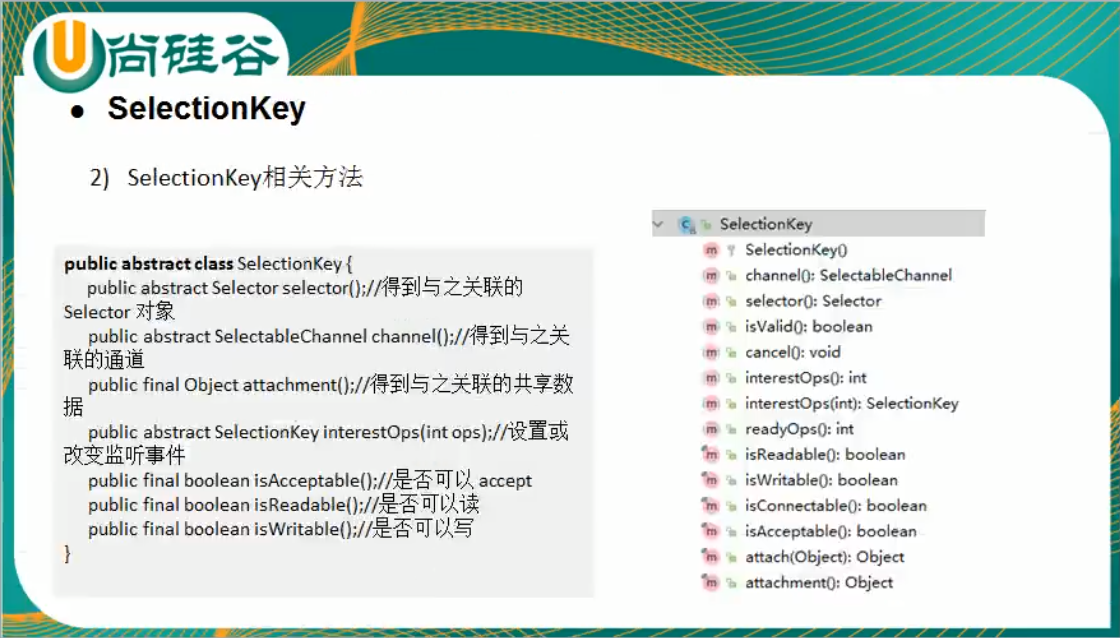 尚硅谷
● SelectionKey
2) SelectionKey相关方法
public abstract class SelectionKey {
public abstract Selector selector();//得到与之关联的
Selector 对象
public abstract SelectableChannel channel();//得到与之关
联的通道
public final Object attachment();//得到与之关联的共享数
据
public abstract SelectionKey interestOps(int ops);//设置或
改变监听事件
public final boolean isAcceptable();//是否可以 accept
public final boolean isReadable();//是否可以读
public final boolean isWritable();//是否可以写
}
SelectionKey
SelectionKey()
channel(): SelectableChannel
selector(): Selector
isValid(): boolean
cancel(): void
interestOps(): int
interestOps(int): SelectionKey
readyOps(): int
isReadable(): boolean
isWritable(): boolean
isConnectable(): boolean
isAcceptable(): boolean
attach(Object): Object
attachment(): Object